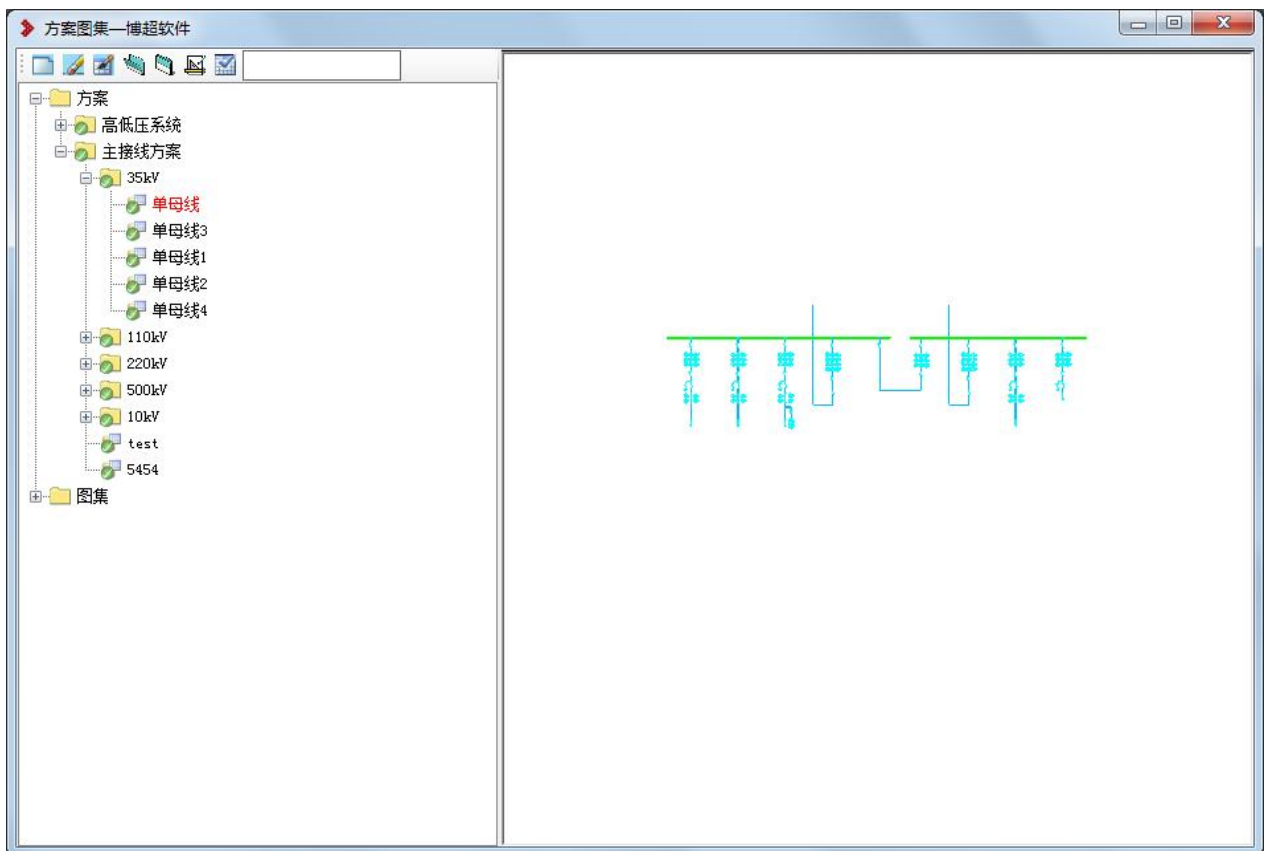 方案图集—博超软件
方案
高低压系统
主接线方案
35kV
单母线
单母线3
单母线1
单母线2
单母线4
110kV
220kV
500kV
10kV
test
5454
图集